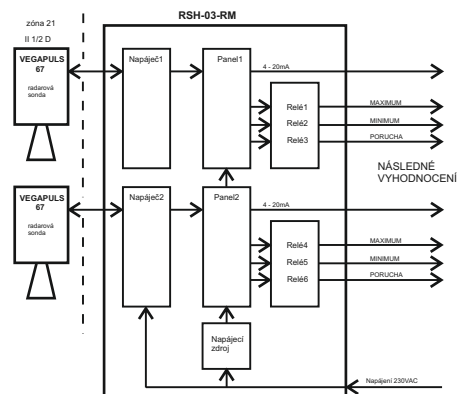 RSH-03-RM
zóna 21
II 1/2 D
VEGAPULS
67
radarová
sonda
Napáječ1
Panel1
4 - 20mA
Relé1
Relé2
Relé3
MAXIMUM
MINIMUM
PORUCHA
NÁSLEDNÉ
VYHODNOCENÍ
VEGAPULS
67
radarová
sonda
Napáječ2
Panel2
4 - 20mA
Relé4
Relé5
Relé6
MAXIMUM
MINIMUM
PORUCHA
Napájecí
zdroj
Napájení 230VAC